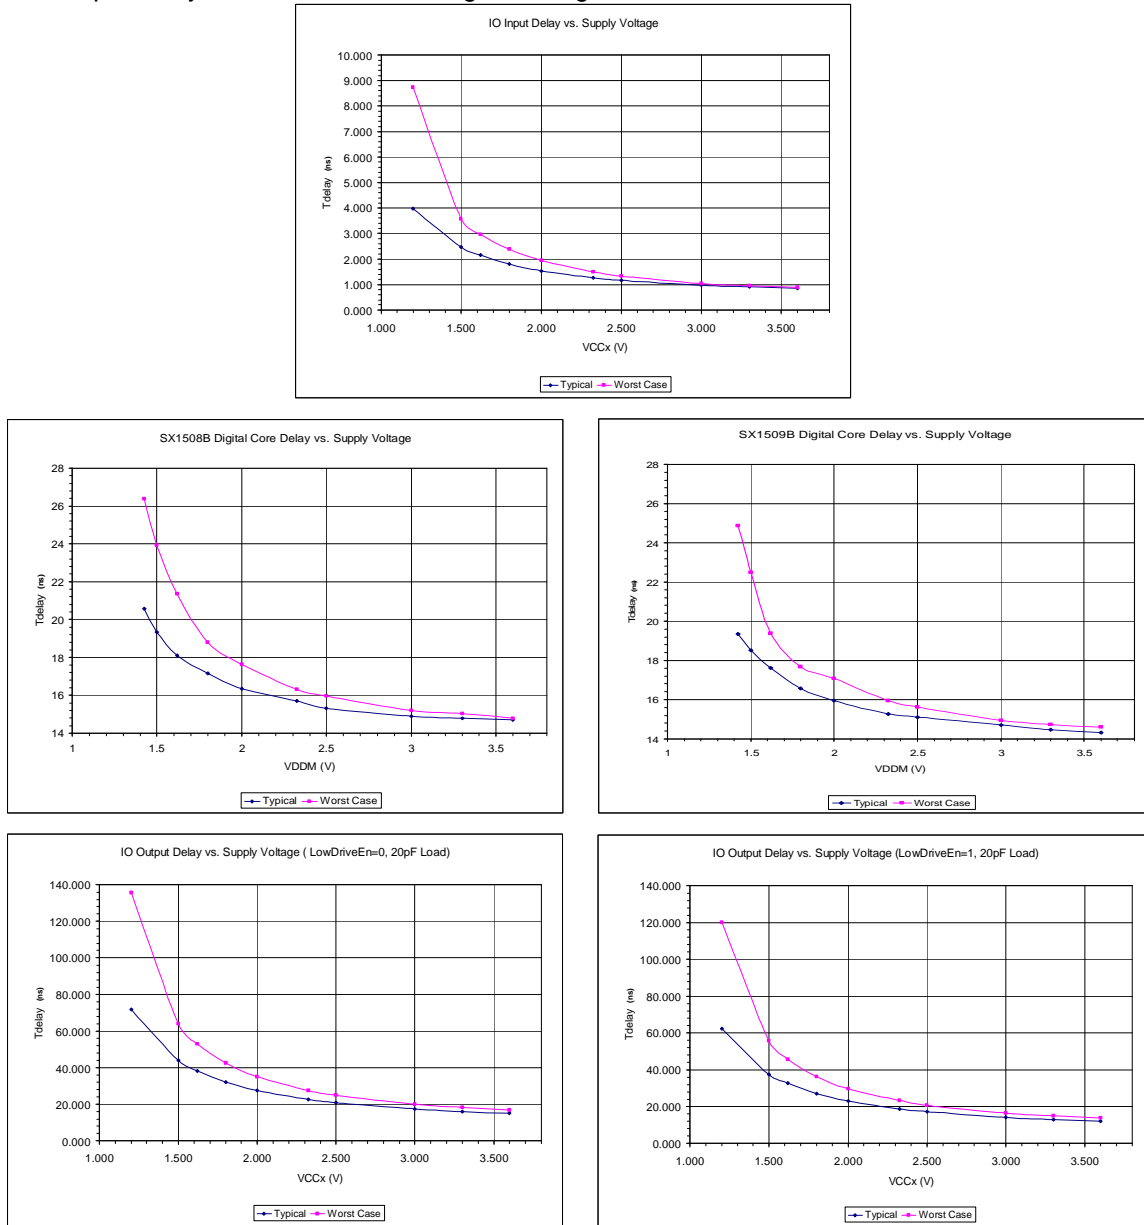 IO Input Delay vs. Supply Voltage
10.000
9.000
8.000
7.000
6.000
5.000
4.000
3.000
2.000
1.000
0.000
Tdelay (ns)
1.000 1.500 2.000 2.500 3.000 3.500
VCCx (V)
Typical Worst Case
SX1508B Digital Core Delay vs. Supply Voltage
28
26
24
22
20
18
16
14
Tdelay (ns)
1 1.5 2 2.5 3 3.5
VDDM (V)
Typical Worst Case
SX1509B Digital Core Delay vs. Supply Voltage
28
26
24
22
20
18
16
14
Tdelay (ns)
1 1.5 2 2.5 3 3.5
VDDM (V)
Typical Worst Case
IO Output Delay vs. Supply Voltage ( LowDriveEn=0, 20pF Load)
140.000
120.000
100.000
80.000
60.000
40.000
20.000
0.000
Tdelay (ns)
1.000 1.500 2.000 2.500 3.000 3.500
VCCx (V)
Typical Worst Case
IO Output Delay vs. Supply Voltage (LowDriveEn=1, 20pF Load)
140.000
120.000
100.000
80.000
60.000
40.000
20.000
0.000
Tdelay (ns)
1.000 1.500 2.000 2.500 3.000 3.500
VCCx (V)
Typical Worst Case